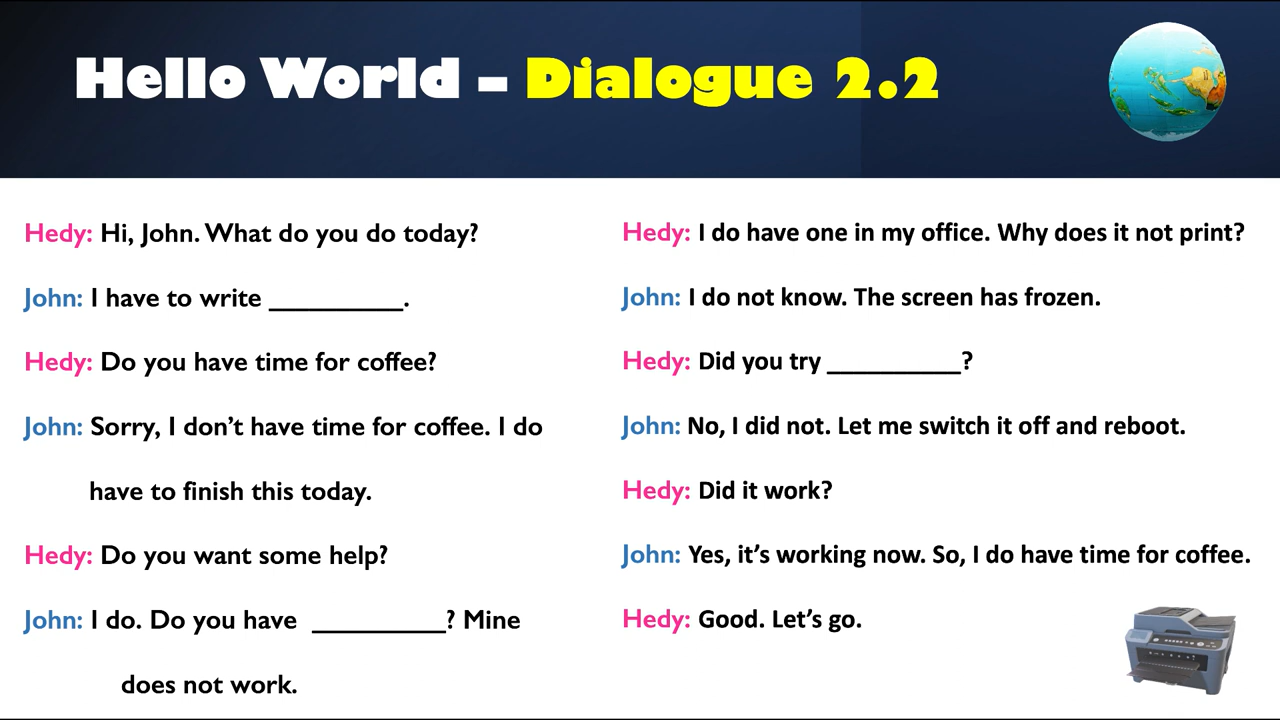 Hello World – Dialogue 2.2
Hedy: Hi, John. What do you do today?
John: I have to write __________.
Hedy: Do you have time for coffee?
John: Sorry, I don’t have time for coffee. I do
have to finish this today.
Hedy: Do you want some help?
John: I do. Do you have __________? Mine
does not work.
Hedy: I do have one in my office. Why does it not print?
John: I do not know. The screen has frozen.
Hedy: Did you try __________?
John: No, I did not. Let me switch it off and reboot.
Hedy: Did it work?
John: Yes, it’s working now. So, I do have time for coffee.
Hedy: Good. Let’s go.